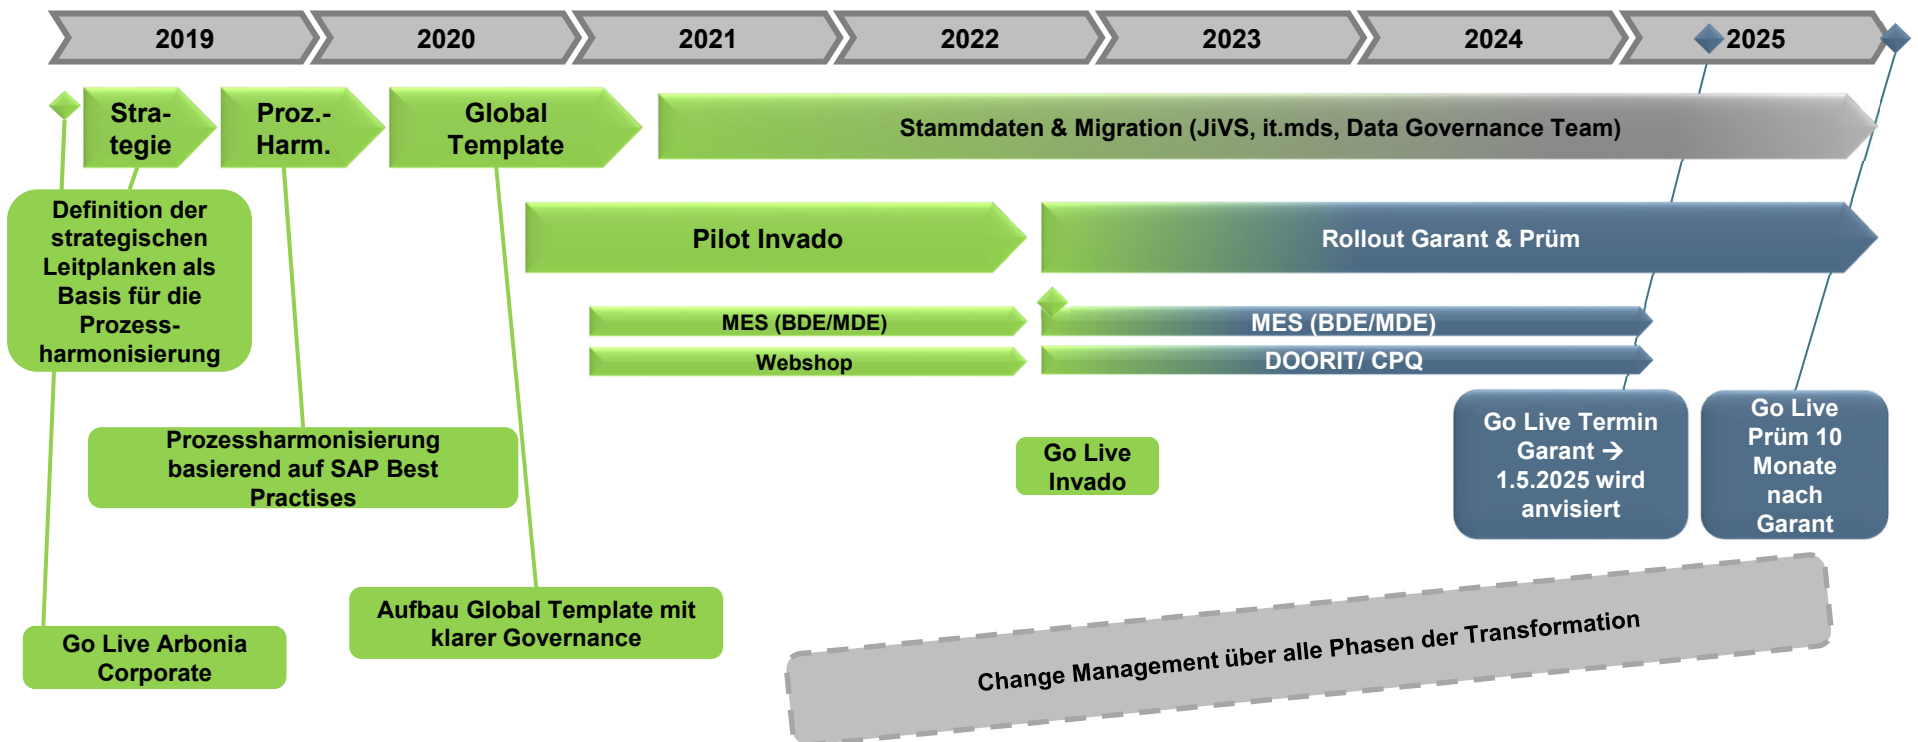 2019
2020
2021
2022
2023
2024
2025
Stra-
tegie
Proz.-
Harm.
Global
Template
Stammdaten & Migration (JiVS, it.mds, Data Governance Team)
Definition der
strategischen
Leitplanken als
Basis für die
Prozess-
harmonisierung
Pilot Invado
Rollout Garant & Prüm
MES (BDE/MDE)
MES (BDE/MDE)
Webshop
DOORIT/ CPQ
Prozessharmonisierung
basierend auf SAP Best
Practises
Go Live
Invado
Go Live Termin
Garant →
1.5.2025 wird
anvisiert
Go Live
Prüm 10
Monate
nach
Garant
Aufbau Global Template mit
klarer Governance
Go Live Arbonia
Corporate
Change Management über alle Phasen der Transformation